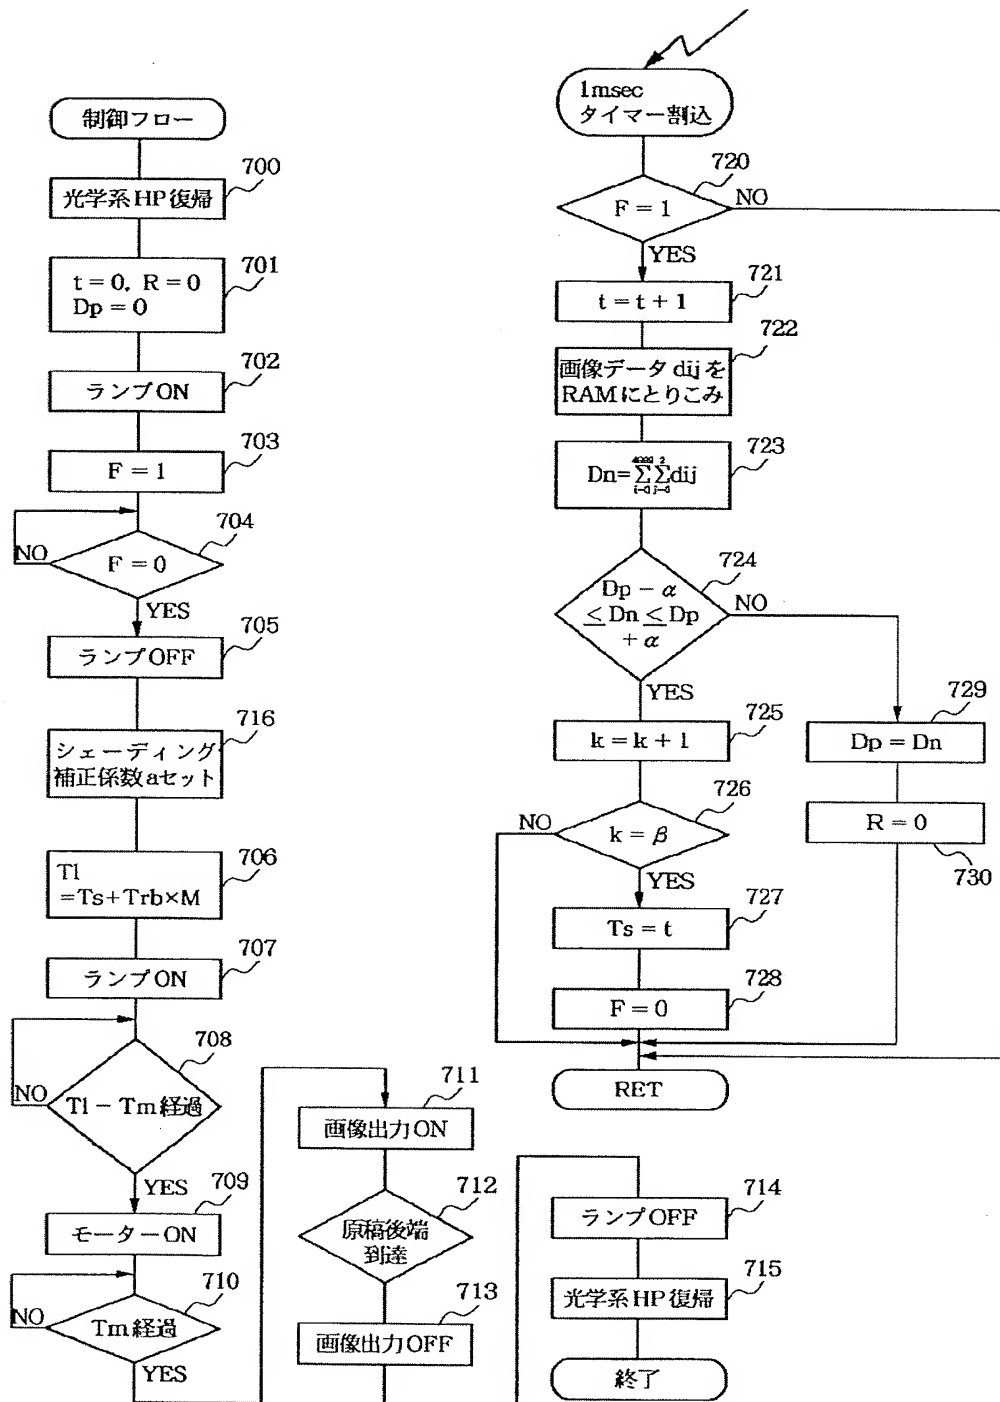 制御フロー
700
光学系HP復帰
701
t = 0, R = 0
Dp = 0
702
ランプON
703
F = 1
704
NO
F = 0
YES
705
ランプOFF
716
シェーディング
補正係数aセット
706
Tl
=Ts+Trb×M
707
ランプON
708
NO
Tl − Tm経過
YES
709
モーターON
710
NO
Tm経過
YES
711
画像出力ON
712
原稿後端
到達
713
画像出力OFF
1msec
タイマー割込
720
F = 1
NO
YES
721
t = t + 1
722
画像データ dij を
RAMにとりこみ
723
Dn=ΣΣdij
724
Dp − α
≤Dn≤Dp
+ α
NO
YES
725
k = k + 1
729
Dp = Dn
726
NO
k = β
YES
R = 0
730
727
Ts = t
728
F = 0
RET
714
ランプOFF
715
光学系HP復帰
終了